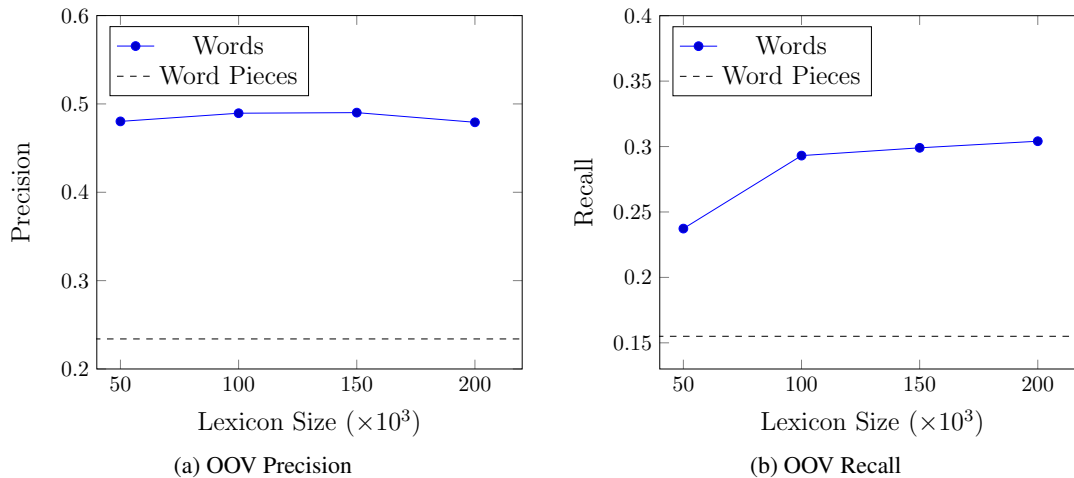 0.6
0.5
0.4
0.3
0.2
Precision
Words
Word Pieces
50 100 150 200
Lexicon Size (×10³)
(a) OOV Precision
0.4
0.35
0.3
0.25
0.2
0.15
Recall
Words
Word Pieces
50 100 150 200
Lexicon Size (×10³)
(b) OOV Recall